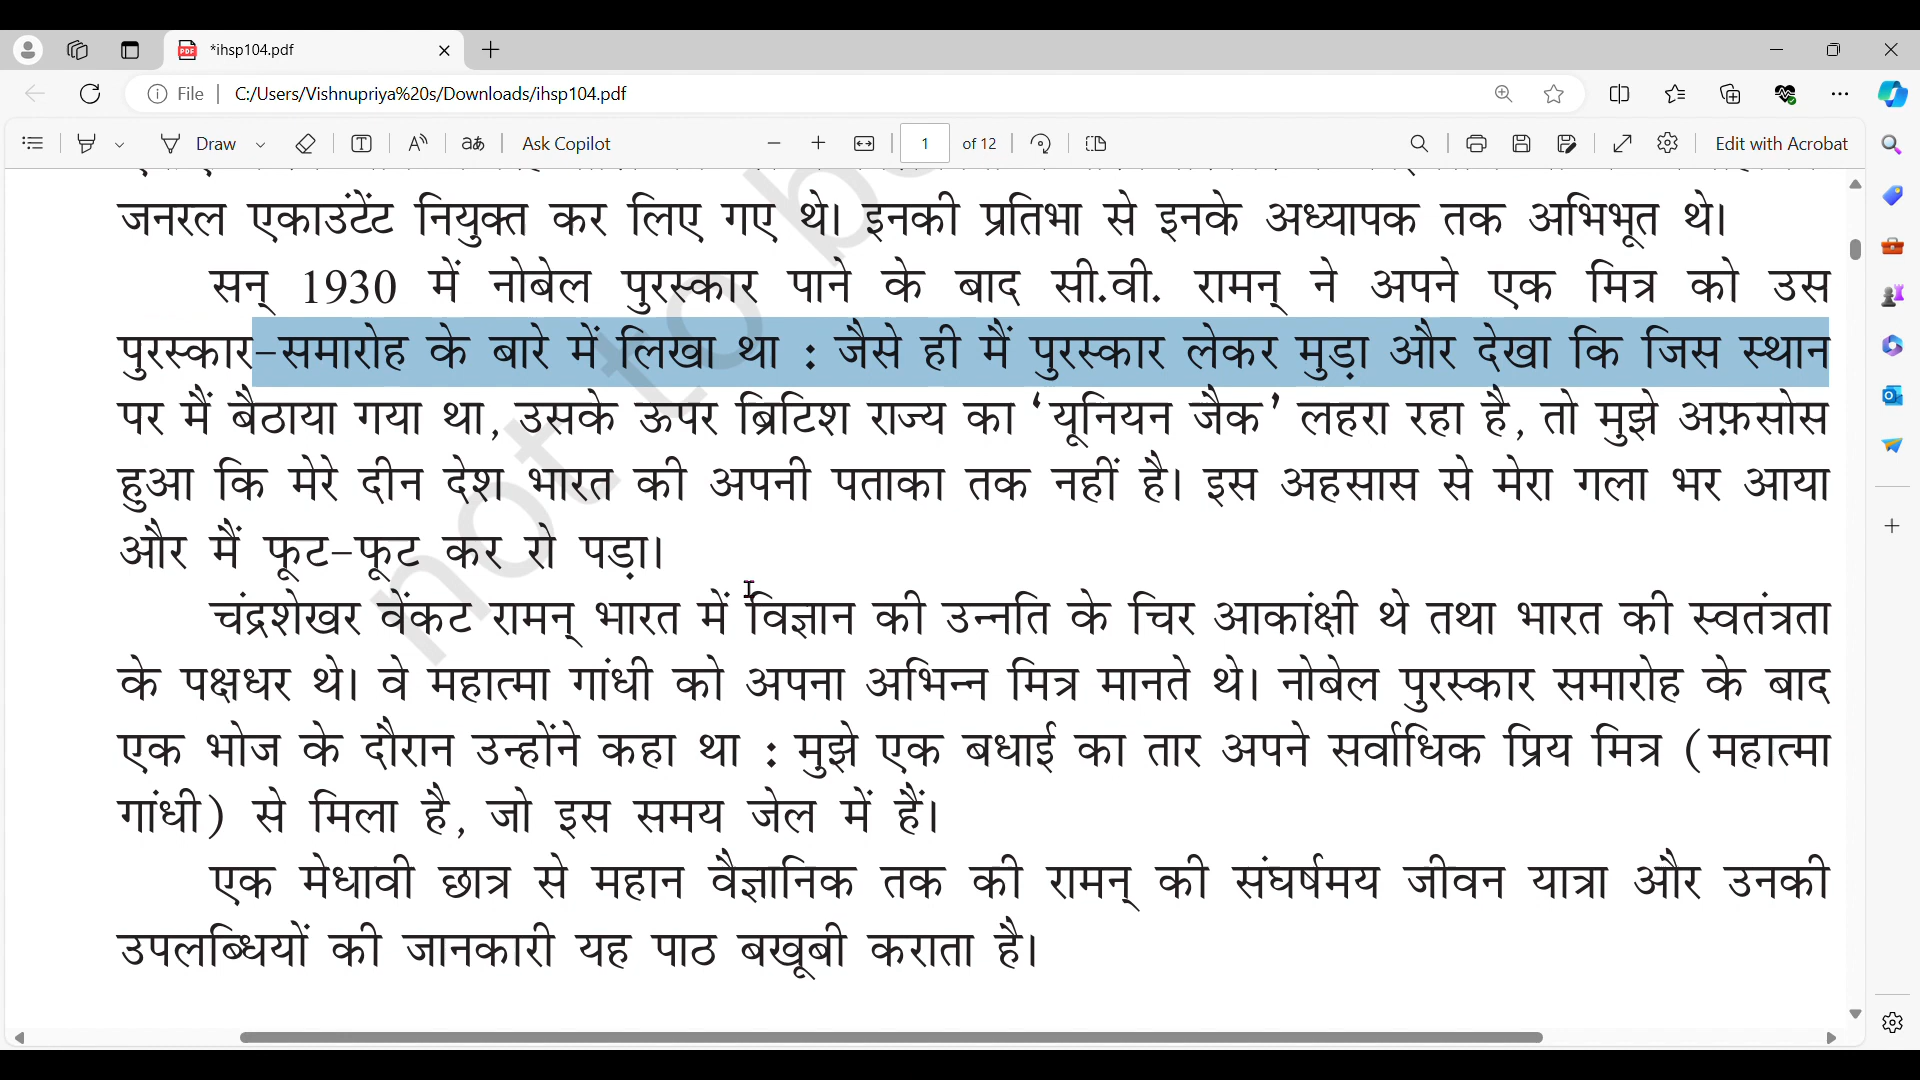 *ihsp104.pdf
File C:/Users/Vishnupriya%20s/Downloads/ihsp104.pdf
Draw T aあ Ask Copilot 1 of 12 Edit with Acrobat
जनरल एकाउंटेंट नियुक्त कर लिए गए थे। इनकी प्रतिभा से इनके अध्यापक तक अभिभूत थे।
सन् 1930 में नोबेल पुरस्कार पाने के बाद सी.वी. रामन् ने अपने एक मित्र को उस
पुरस्कार-समारोह के बारे में लिखा था : जैसे ही मैं पुरस्कार लेकर मुड़ा और देखा कि जिस स्थान
पर मैं बैठाया गया था, उसके ऊपर ब्रिटिश राज्य का ‘यूनियन जैक’ लहरा रहा है, तो मुझे अफ़सोस
हुआ कि मेरे दीन देश भारत की अपनी पताका तक नहीं है। इस अहसास से मेरा गला भर आया
और मैं फूट-फूट कर रो पड़ा।
चंद्रशेखर वेंकट रामन् भारत में विज्ञान की उन्नति के चिर आकांक्षी थे तथा भारत की स्वतंत्रता
के पक्षधर थे। वे महात्मा गांधी को अपना अभिन्न मित्र मानते थे। नोबेल पुरस्कार समारोह के बाद
एक भोज के दौरान उन्होंने कहा था : मुझे एक बधाई का तार अपने सर्वाधिक प्रिय मित्र (महात्मा
गांधी) से मिला है, जो इस समय जेल में हैं।
एक मेधावी छात्र से महान वैज्ञानिक तक की रामन् की संघर्षमय जीवन यात्रा और उनकी
उपलब्धियों की जानकारी यह पाठ बखूबी कराता है।
not to b